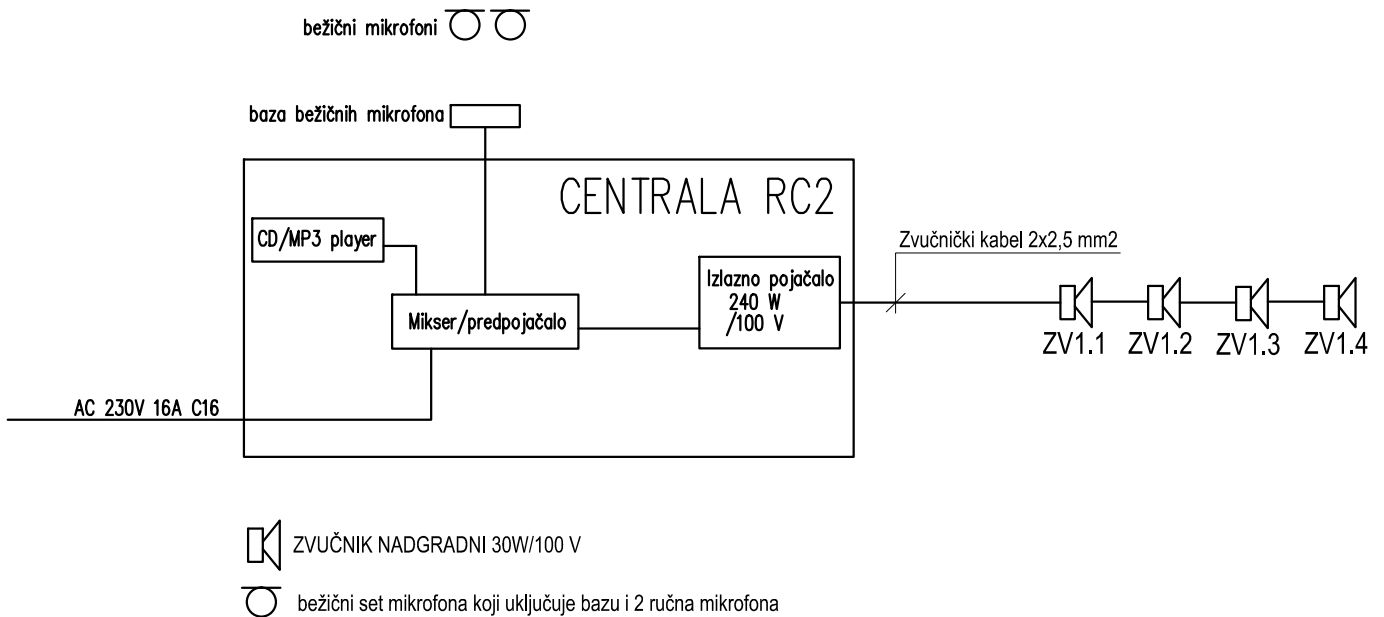 bežični mikrofoni
baza bežičnih mikrofona
CENTRALA RC2
CD/MP3 player
Mikser/predpojačalo
Izlazno pojačalo
240 W
/100 V
Zvučnički kabel 2x2,5 mm2
ZV1.1 ZV1.2 ZV1.3 ZV1.4
AC 230V 16A C16
ZVUČNIK NADGRADNI 30W/100 V
bežični set mikrofona koji uključuje bazu i 2 ručna mikrofona